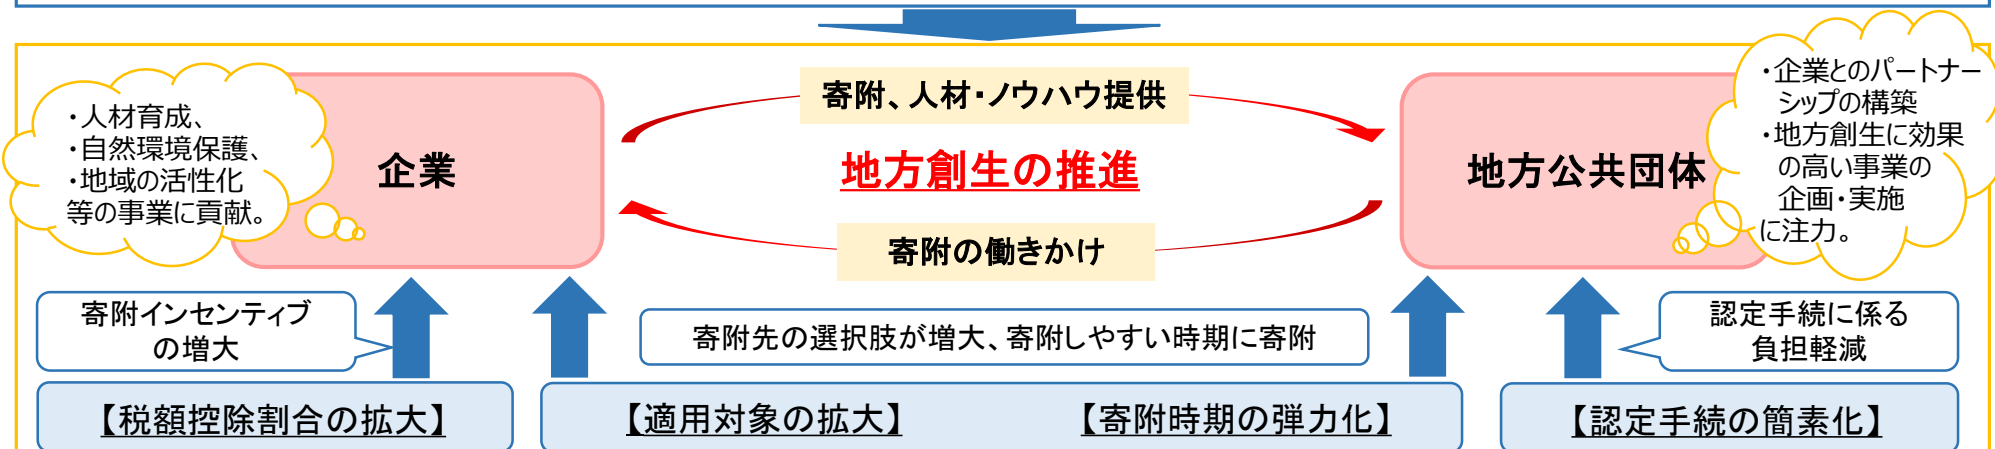 ・人材育成、
・自然環境保護、
・地域の活性化
等の事業に貢献。
企業
寄附、人材・ノウハウ提供
地方創生の推進
寄附の働きかけ
地方公共団体
・企業とのパートナー
シップの構築
・地方創生に効果
の高い事業の
企画・実施
に注力。
寄附インセンティブ
の増大
寄附先の選択肢が増大、寄附しやすい時期に寄附
認定手続に係る
負担軽減
【税額控除割合の拡大】
【適用対象の拡大】
【寄附時期の弾力化】
【認定手続の簡素化】